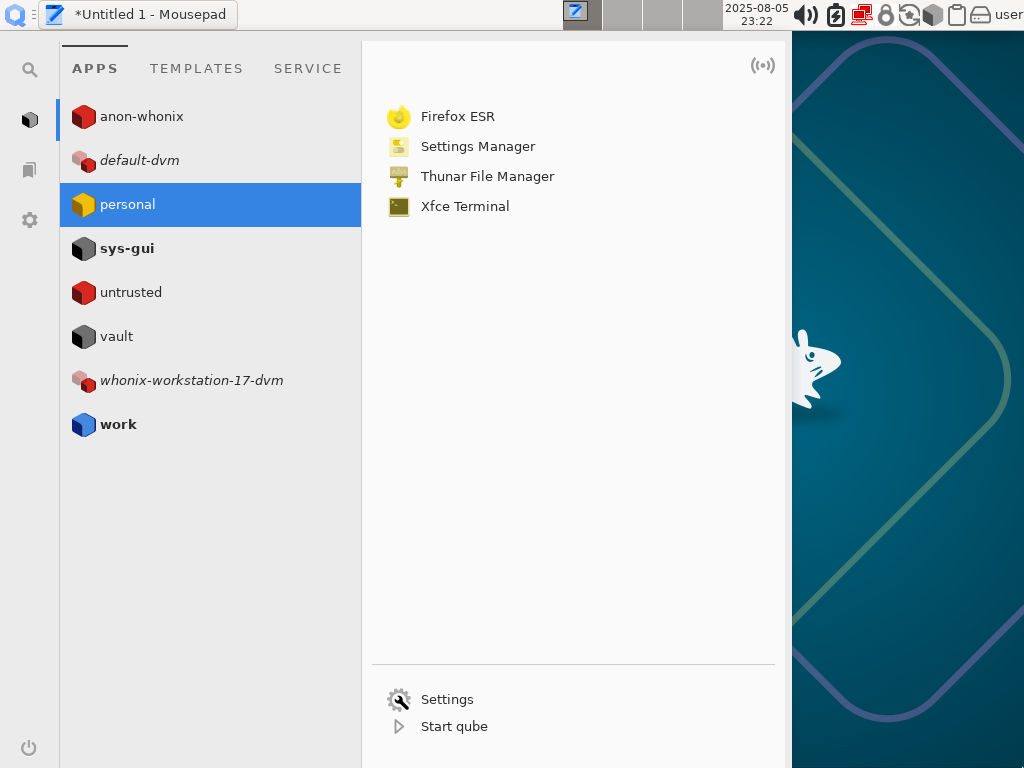 *Untitled 1 - Mousepad
2025-08-05
23:22
user
APPS TEMPLATES SERVICE
anon-whonix
default-dvm
personal
sys-gui
untrusted
vault
whonix-workstation-17-dvm
work
Firefox ESR
Settings Manager
Thunar File Manager
Xfce Terminal
Settings
Start qube